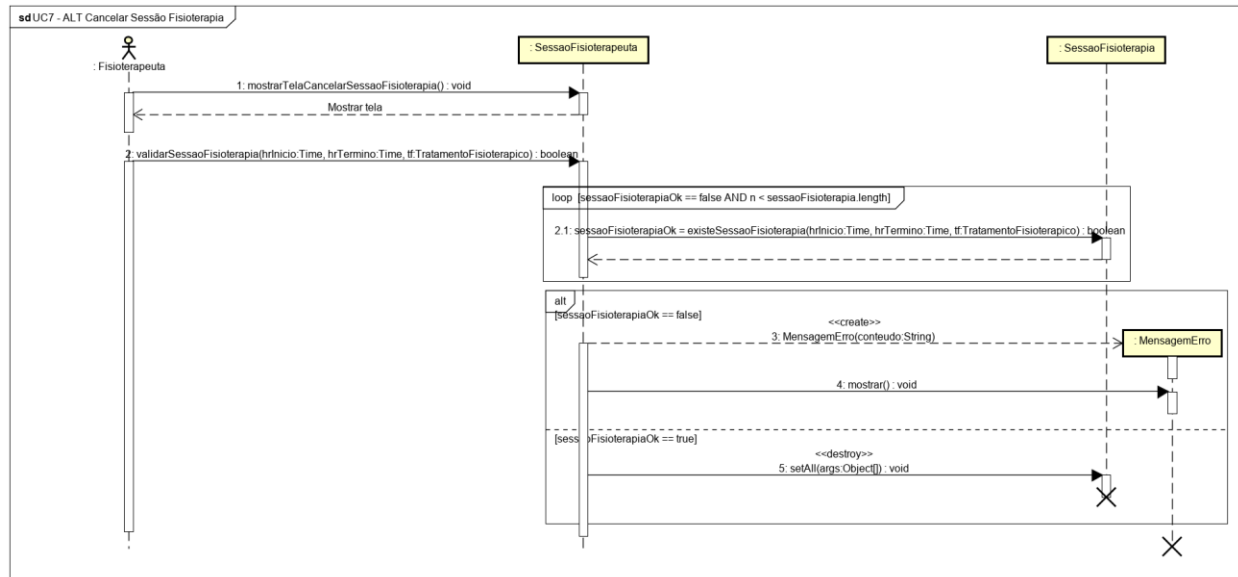 sd UC7 - ALT Cancelar Sessão Fisioterapia
: Fisioterapeuta
: SessaoFisioterapeuta
: SessaoFisioterapia
1: mostrarTelaCancelarSessaoFisioterapia() : void
Mostrar tela
2: validarSessaoFisioterapia(hrInicio:Time, hrTermino:Time, tf:TratamentoFisioterapico) : boolean
loop [sessaoFisioterapiaOk == false AND n < sessaoFisioterapia.length]
2.1: sessaoFisioterapiaOk = existeSessaoFisioterapia(hrInicio:Time, hrTermino:Time, tf:TratamentoFisioterapico) : boolean
alt
[sessaoFisioterapiaOk == false]
<<create>>
3: MensagemErro(conteudo:String)
: MensagemErro
4: mostrar() : void
[sessaoFisioterapiaOk == true]
<<destroy>>
5: setAll(args:Object[]) : void